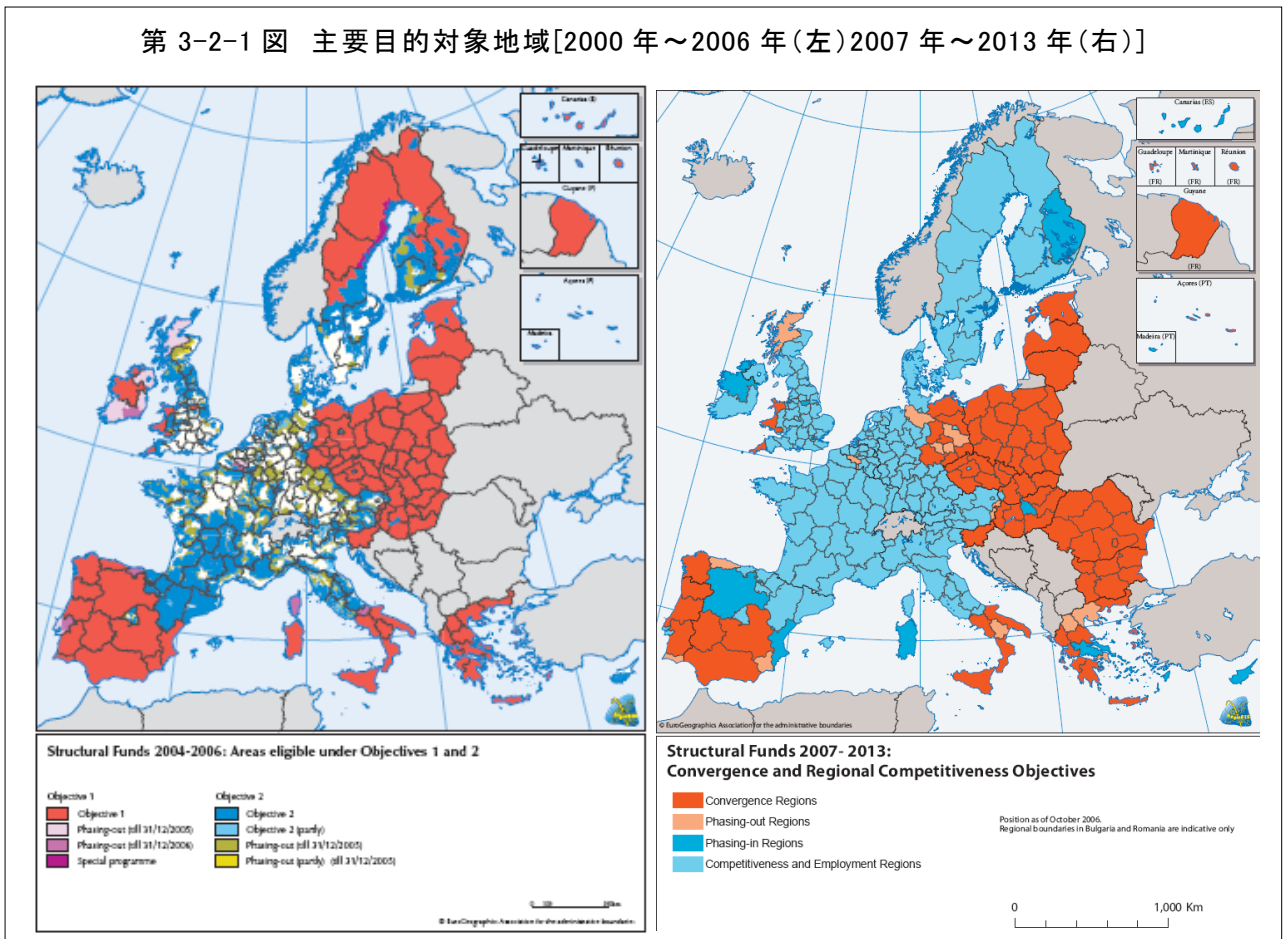 第 3-2-1 図 主要目的対象地域[2000 年～2006 年(左)2007 年～2013 年(右)]
Canarias (E)
Guadeloupe
Martinique
Réunion
Guyane (F)
Açores (P)
Madeira
Structural Funds 2004-2006: Areas eligible under Objectives 1 and 2
Objective 1
Objective 1
Phasing-out (till 31/12/2005)
Phasing-out (till 31/12/2006)
Special programme
Objective 2
Objective 2
Objective 2 (partly)
Phasing-out (till 31/12/2005)
Phasing-out (partly) (till 31/12/2005)
© EuroGeographics Association for the administrative boundaries
Canarias (ES)
Guadeloupe
Martinique
Réunion
(FR)
(FR)
(FR)
Guyane
(FR)
Açores (PT)
Madeira (PT)
© EuroGeographics Association for the administrative boundaries
Structural Funds 2007- 2013:
Convergence and Regional Competitiveness Objectives
Convergence Regions
Phasing-out Regions
Phasing-in Regions
Competitiveness and Employment Regions
Position as of October 2006.
Regional boundaries in Bulgaria and Romania are indicative only
0 1,000 Km